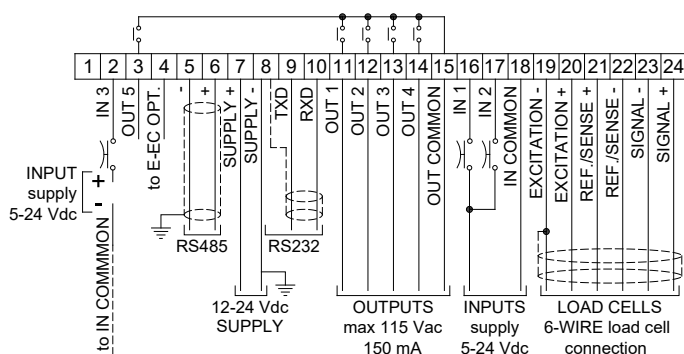 1 2 3 4 5 6 7 8 9 10 11 12 13 14 15 16 17 18 19 20 21 22 23 24
IN 3
OUT 5
to E-EC OPT.
-
+
SUPPLY +
SUPPLY -
TXD
RXD
OUT 1
OUT 2
OUT 3
OUT 4
OUT COMMON
IN 1
IN 2
IN COMMON
EXCITATION -
EXCITATION +
REF./SENSE +
REF./SENSE -
SIGNAL -
SIGNAL +
INPUT
supply
5-24 Vdc
+
-
to IN COMMMON
RS485
RS232
12-24 Vdc
SUPPLY
OUTPUTS
max 115 Vac
150 mA
INPUTS
supply
5-24 Vdc
LOAD CELLS
6-WIRE load cell
connection